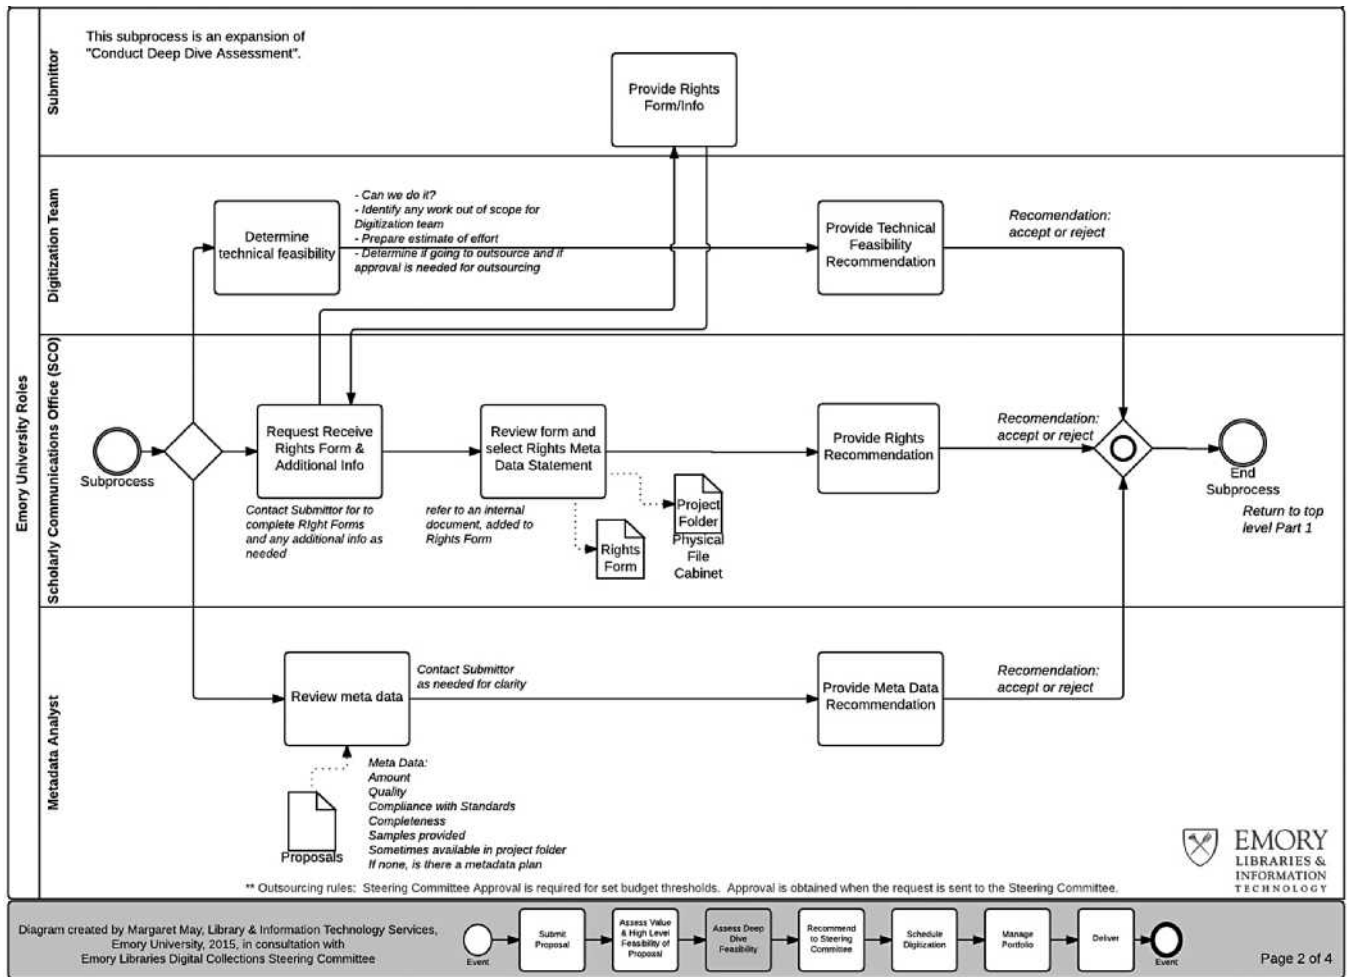 This subprocess is an expansion of
"Conduct Deep Dive Assessment".
Emory University Roles
Submittor
Provide Rights
Form/Info
Digitization Team
Determine
technical feasibility
- Can we do it?
- Identify any work out of scope for
Digitization team
- Prepare estimate of effort
- Determine if going to outsource and if
approval is needed for outsourcing
Provide Technical
Feasibility
Recommendation
Recomendation:
accept or reject
Scholarly Communications Office (SCO)
Subprocess
Request Receive
Rights Form &
Additional Info
Contact Submittor for to
complete RIght Forms
and any additional info as
needed
Review form and
select Rights Meta
Data Statement
refer to an internal
document, added to
Rights Form
Rights
Form
Project
Folder
Physical
File
Cabinet
Provide Rights
Recommendation
Recomendation:
accept or reject
End
Subprocess
Return to top
level Part 1
Metadata Analyst
Review meta data
Contact Submittor
as needed for clarity
Proposals
Meta Data:
Amount
Quality
Compliance with Standards
Completeness
Samples provided
Sometimes available in project folder
If none, is there a metadata plan
Provide Meta Data
Recommendation
Recomendation:
accept or reject
EMORY
LIBRARIES &
INFORMATION
TECHNOLOGY
** Outsourcing rules: Steering Committee Approval is required for set budget thresholds. Approval is obtained when the request is sent to the Steering Committee.
Diagram created by Margaret May, Library & Information Technology Services,
Emory University, 2015, in consultation with
Emory Libraries Digital Collections Steering Committee
Event
Submit
Proposal
Assess Value
& High Level
Feasibility of
Proposal
Assess Deep
Dive
Feasibility
Recommend
to Steering
Committee
Schedule
Digitization
Manage
Portfolio
Deliver
Event
Page 2 of 4